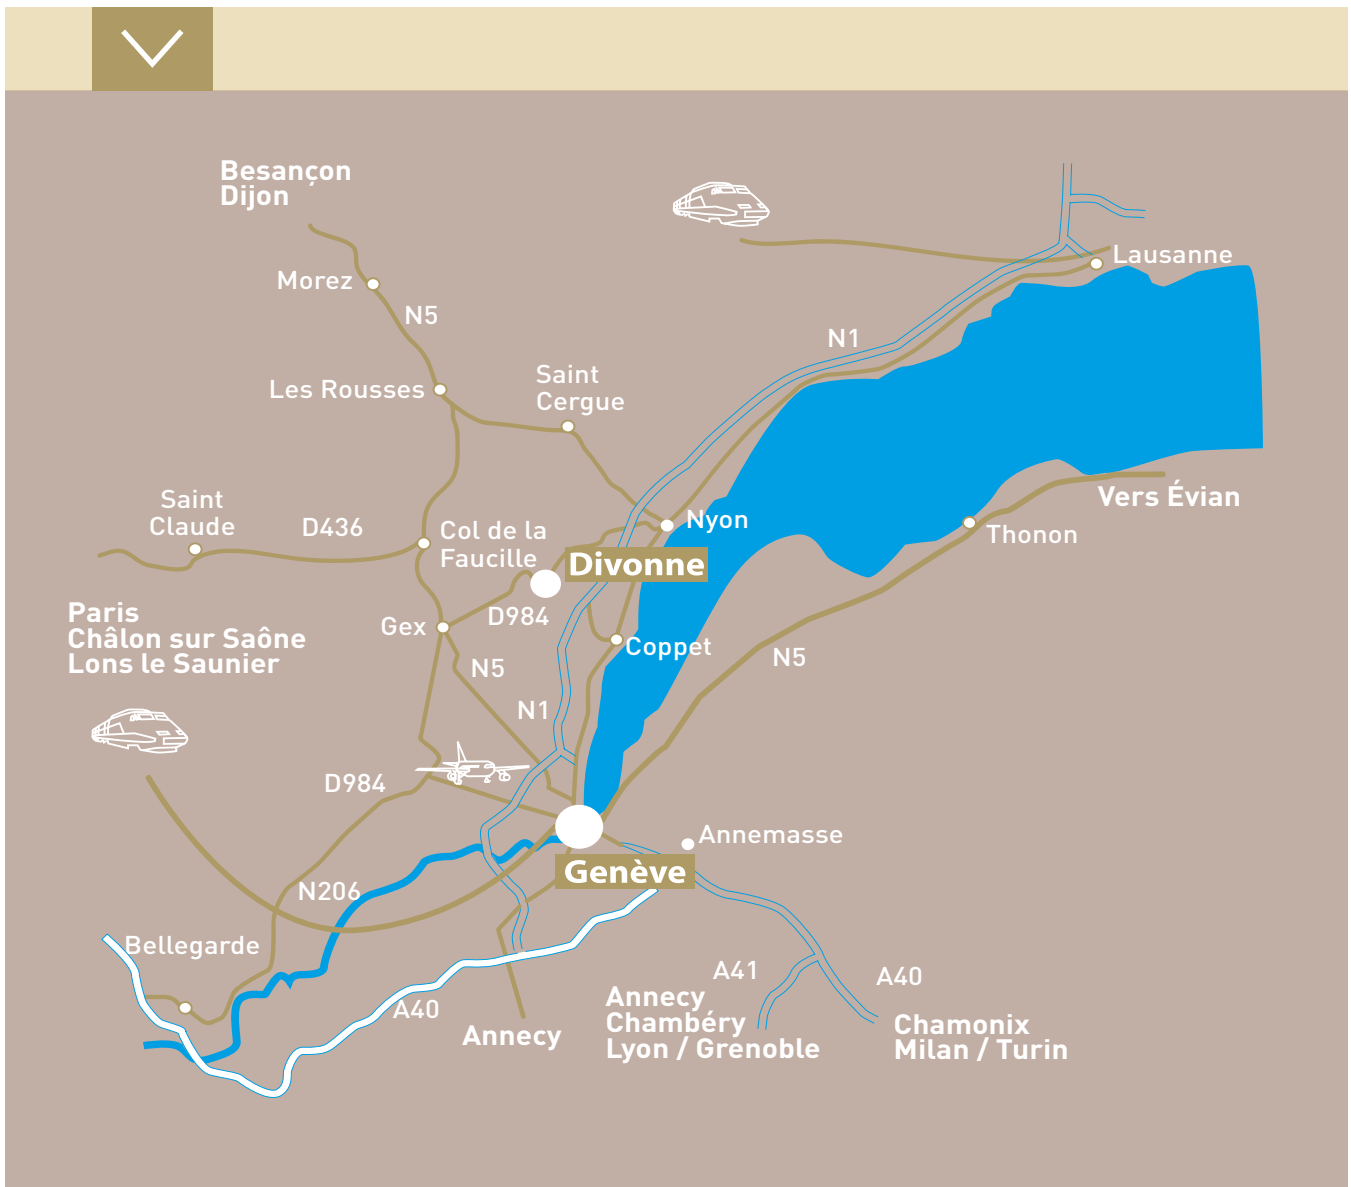 Besançon
Dijon
Morez
Lausanne
N5
N1
Les Rousses
Saint
Cergue
Saint
Claude
D436
Col de la
Faucille
Nyon
Vers Évian
Thonon
Divonne
Paris
Châlon sur Saône
Lons le Saunier
Gex
D984
Coppet
N5
N5
N1
D984
Annemasse
Genève
N206
Bellegarde
A40
Annecy
A41
Annecy
Chambéry
Lyon / Grenoble
A40
Chamonix
Milan / Turin